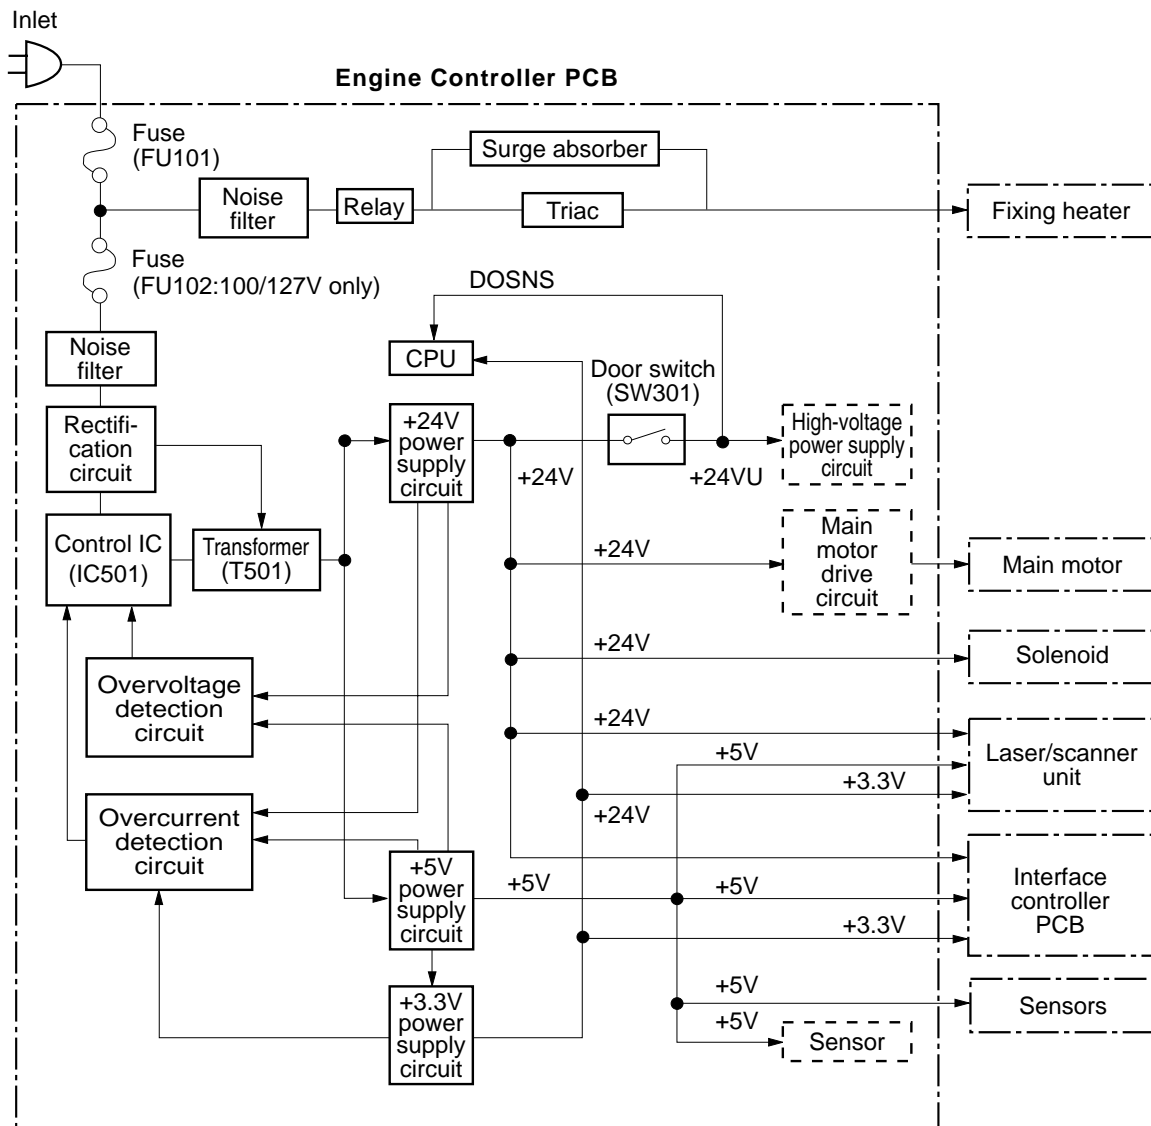 Inlet
Engine Controller PCB
Fuse
(FU101)
Surge absorber
Noise
filter
Relay
Triac
Fixing heater
Fuse
(FU102:100/127V only)
DOSNS
Noise
filter
CPU
Door switch
(SW301)
Rectifi-
cation
circuit
+24V
power
supply
circuit
+24V
+24VU
High-voltage
power supply
circuit
Control IC
(IC501)
Transformer
(T501)
+24V
Main
motor
drive
circuit
Main motor
+24V
Solenoid
Overvoltage
detection
circuit
+24V
+5V
+3.3V
Laser/scanner
unit
Overcurrent
detection
circuit
+24V
+5V
power
supply
circuit
+5V
+5V
+3.3V
Interface
controller
PCB
+3.3V
power
supply
circuit
+5V
Sensors
+5V
Sensor